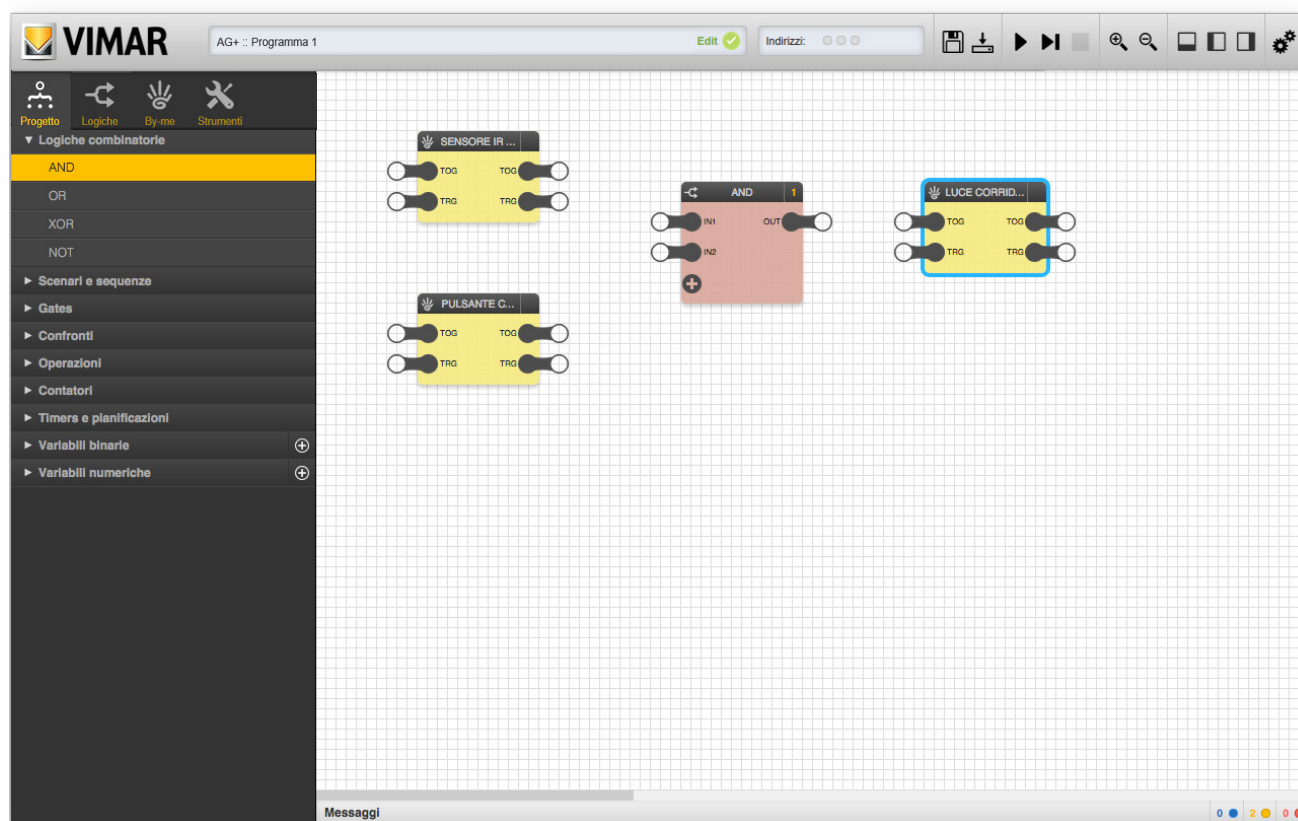 VIMAR
AG+ :: Programma 1
Edit
Indirizzi:
Progetto
Logiche
By-me
Strumenti
Logiche combinatorie
AND
OR
XOR
NOT
Scenari e sequenze
Gates
Confronti
Operazioni
Contatori
Timers e pianificazioni
Variabili binarie
Variabili numeriche
SENSORE IR ...
TOG TOG
TRG TRG
AND 1
IN1 OUT
IN2
LUCE CORRID...
TOG TOG
TRG TRG
PULSANTE C...
TOG TOG
TRG TRG
Messaggi
0 2 0